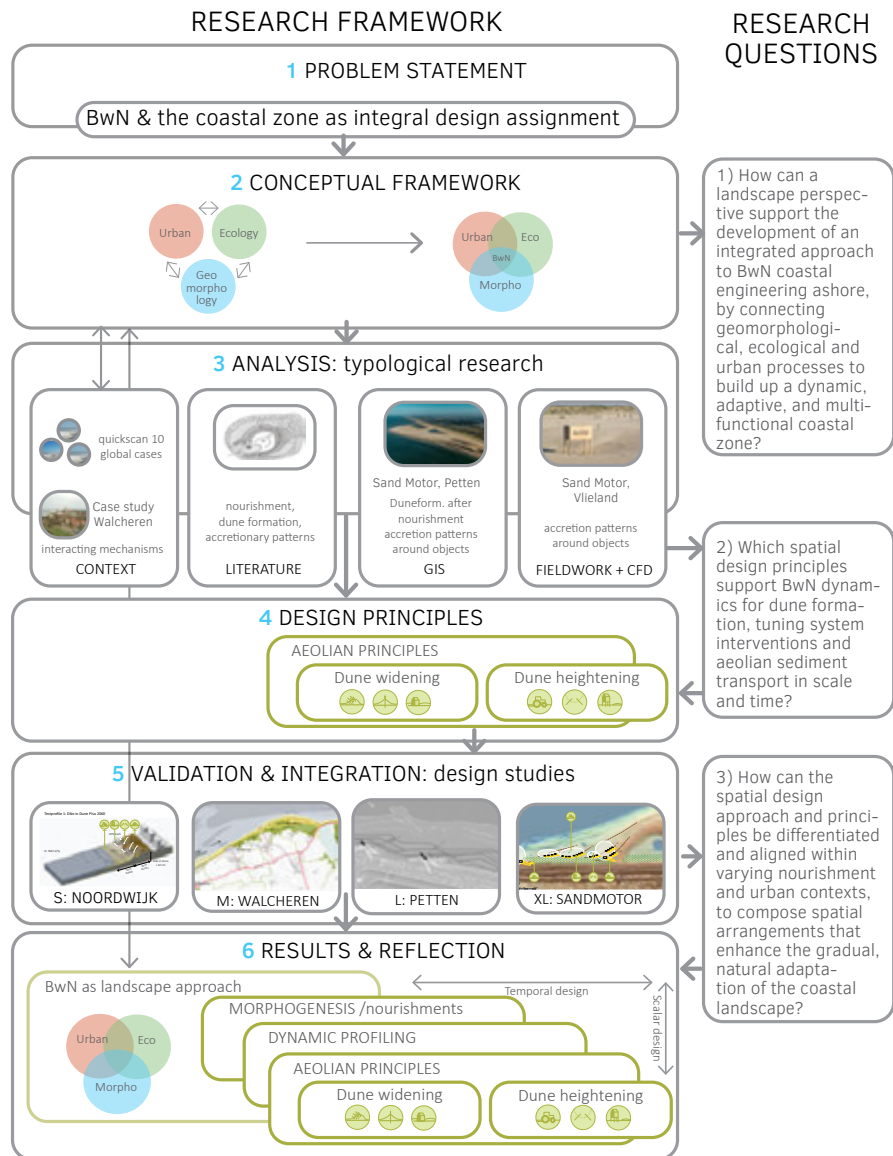 RESEARCH FRAMEWORK
RESEARCH
QUESTIONS
1 PROBLEM STATEMENT
BwN & the coastal zone as integral design assignment
2 CONCEPTUAL FRAMEWORK
Urban
Ecology
Geo
morpho
logy
Urban
Eco
BwN
Morpho
1) How can a
landscape perspec-
tive support the
development of an
integrated approach
to BwN coastal
engineering ashore,
by connecting
geomorphologi-
cal, ecological and
urban processes to
build up a dynamic,
adaptive, and multi-
functional coastal
zone?
3 ANALYSIS: typological research
quickscan 10
global cases
Case study
Walcheren
interacting mechanisms
CONTEXT
nourishment,
dune formation,
accretionary patterns
LITERATURE
Sand Motor, Petten
Duneform. after
nourishment
accretion patterns
around objects
GIS
Sand Motor,
Vlieland
accretion patterns
around objects
FIELDWORK + CFD
2) Which spatial
design principles
support BwN dynam-
ics for dune forma-
tion, tuning system
interventions and
aeolian sediment
transport in scale
and time?
4 DESIGN PRINCIPLES
AEOLIAN PRINCIPLES
Dune widening
Dune heightening
5 VALIDATION & INTEGRATION: design studies
S: NOORDWIJK
M: WALCHEREN
L: PETTEN
XL: SANDMOTOR
3) How can the
spatial design
approach and princi-
ples be differentiated
and aligned within
varying nourishment
and urban contexts,
to compose spatial
arrangements that
enhance the gradual,
natural adapta-
tion of the coastal
landscape?
6 RESULTS & REFLECTION
BwN as landscape approach
Urban
Eco
Morpho
Temporal design
Scalar design
MORPHOGENESIS /nourishments
DYNAMIC PROFILING
AEOLIAN PRINCIPLES
Dune widening
Dune heightening